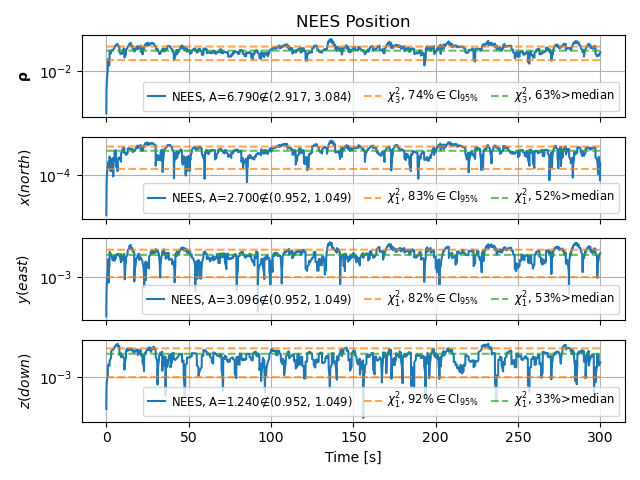 NEES Position
ρ
10⁻²
NEES, A=6.790∉(2.917, 3.084) χ²₃, 74%∈CI₉₅% χ²₃, 63%>median
x(north)
10⁻⁴
NEES, A=2.700∉(0.952, 1.049) χ²₁, 83%∈CI₉₅% χ²₁, 52%>median
y(east)
10⁻³
NEES, A=3.096∉(0.952, 1.049) χ²₁, 82%∈CI₉₅% χ²₁, 53%>median
z(down)
10⁻³
NEES, A=1.240∉(0.952, 1.049) χ²₁, 92%∈CI₉₅% χ²₁, 33%>median
0 50 100 150 200 250 300
Time [s]